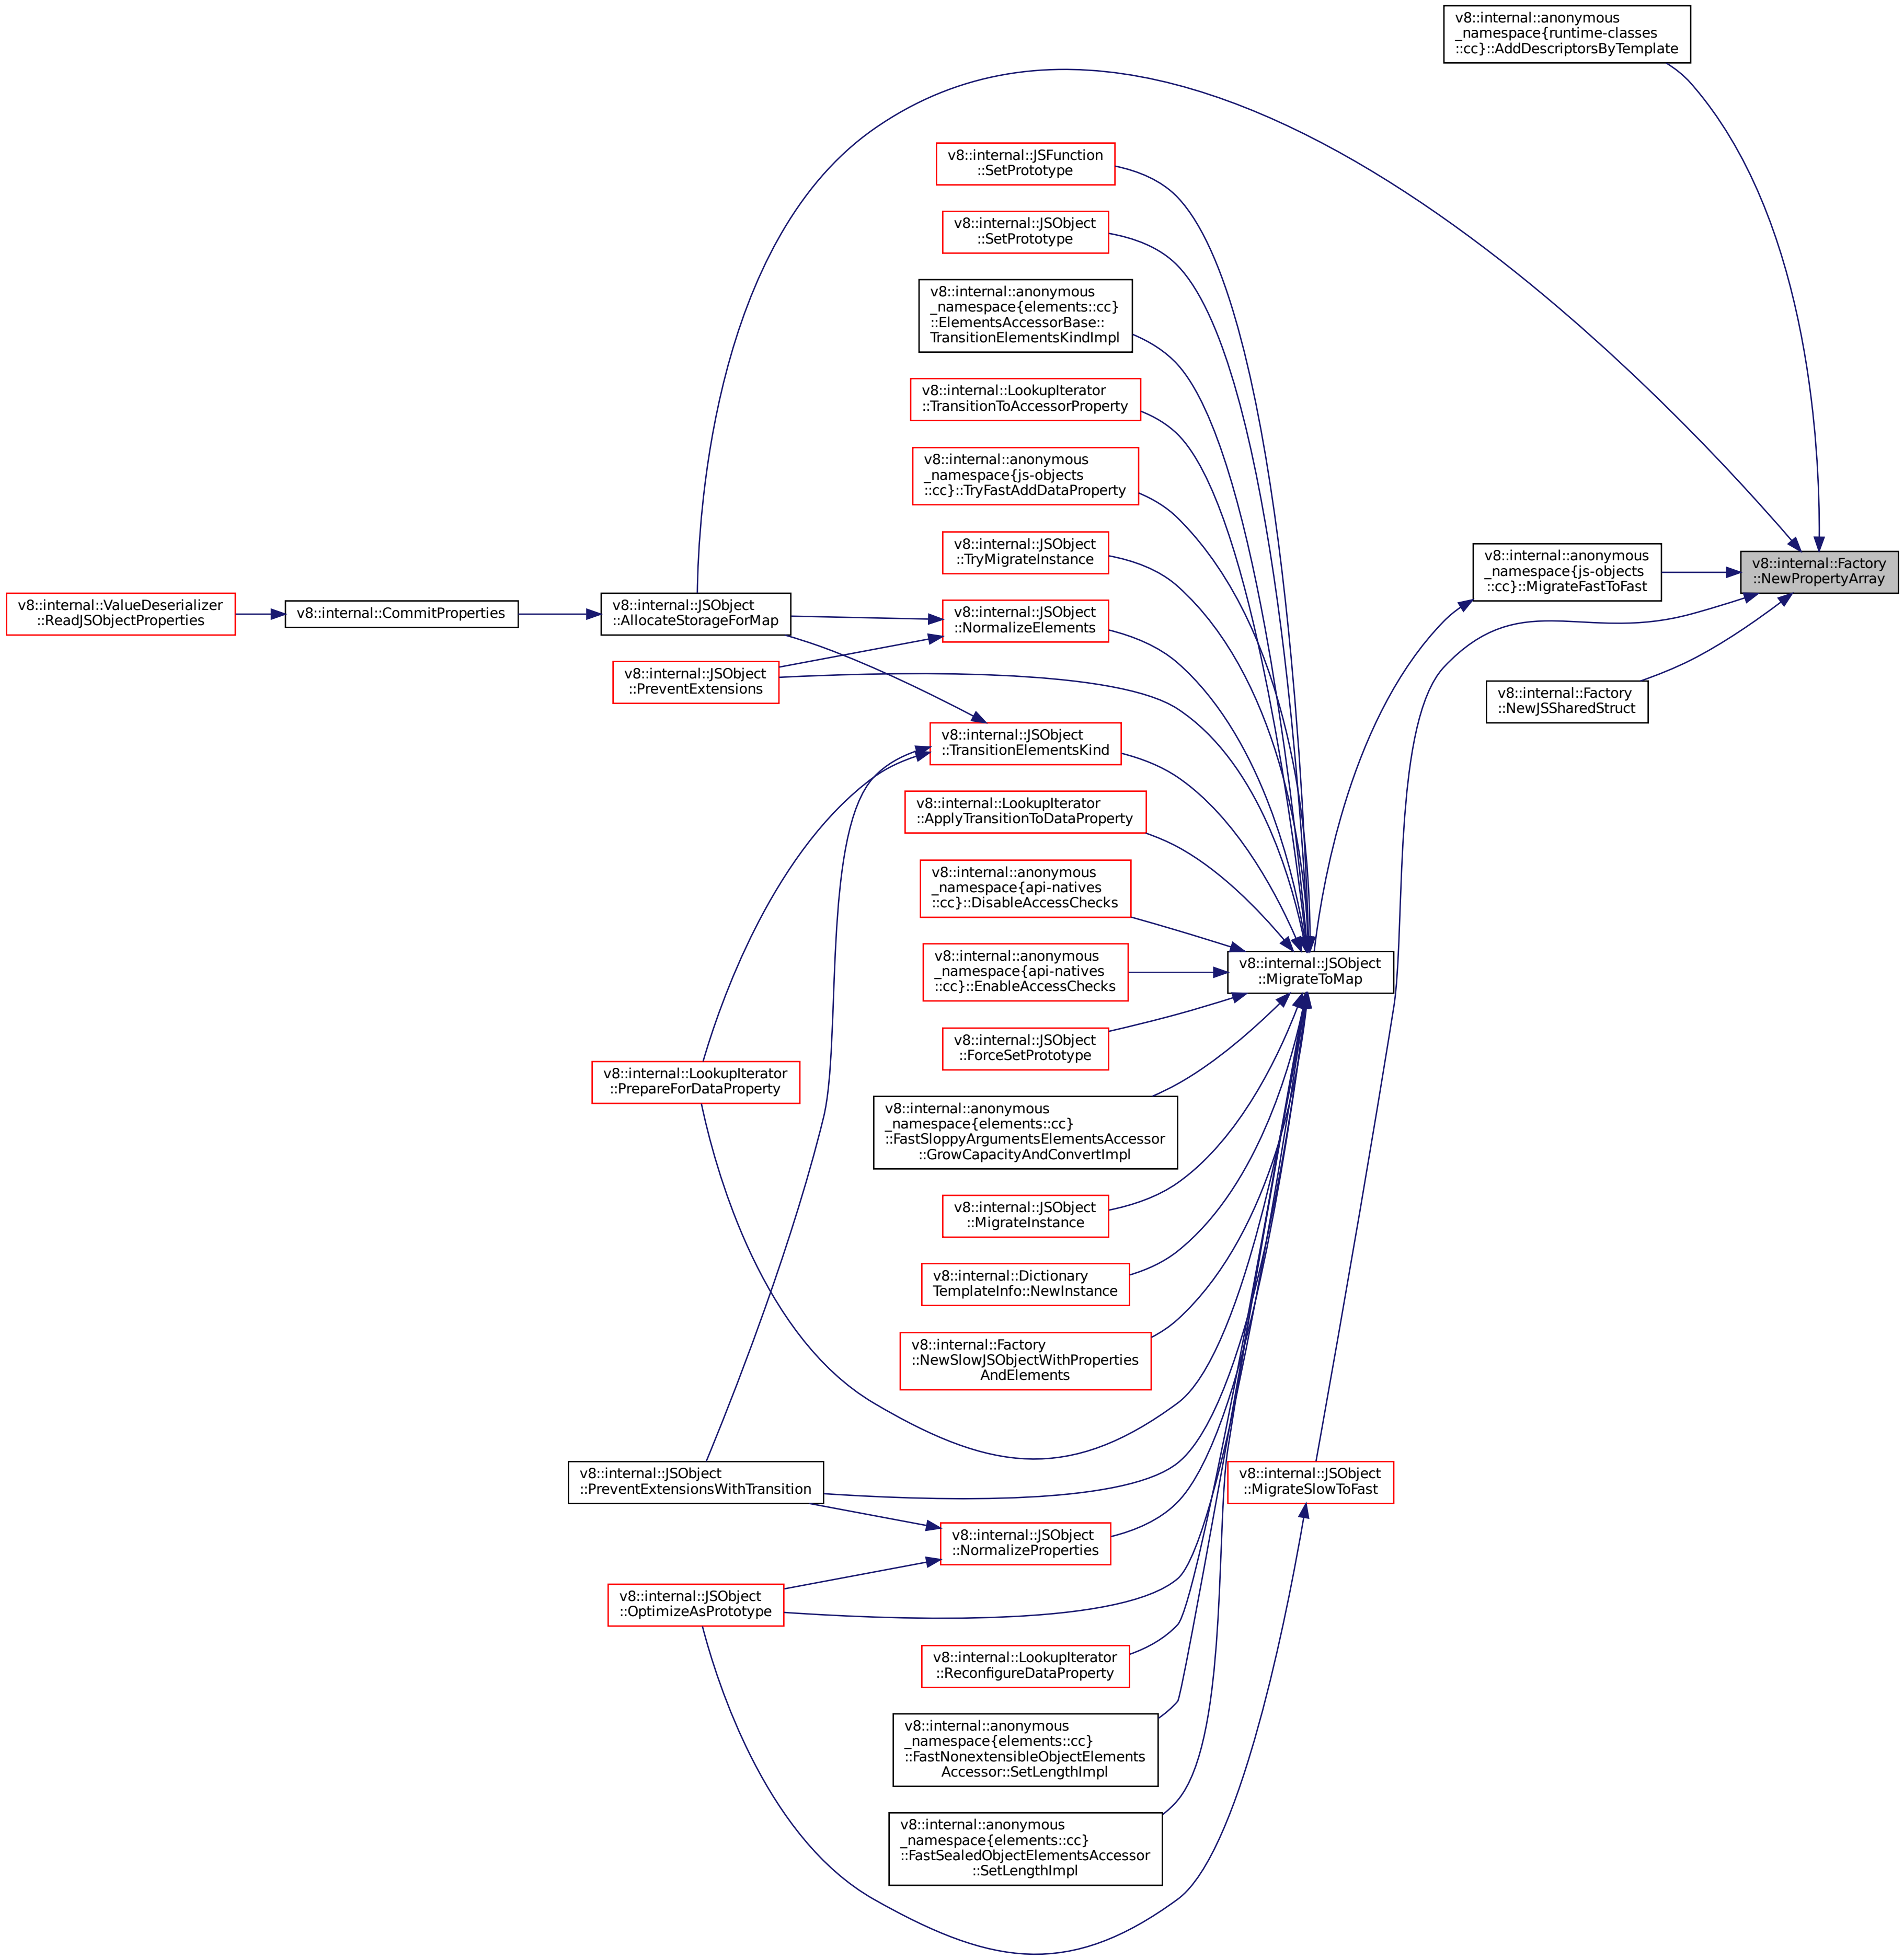 v8::internal::anonymous
_namespace{runtime-classes
::cc}::AddDescriptorsByTemplate
v8::internal::JSFunction
::SetPrototype
v8::internal::JSObject
::SetPrototype
v8::internal::anonymous
_namespace{elements::cc}
::ElementsAccessorBase::
TransitionElementsKindImpl
v8::internal::LookupIterator
::TransitionToAccessorProperty
v8::internal::anonymous
_namespace{js-objects
::cc}::TryFastAddDataProperty
v8::internal::JSObject
::TryMigrateInstance
v8::internal::anonymous
_namespace{js-objects
::cc}::MigrateFastToFast
v8::internal::Factory
::NewPropertyArray
v8::internal::ValueDeserializer
::ReadJSObjectProperties
v8::internal::CommitProperties
v8::internal::JSObject
::AllocateStorageForMap
v8::internal::JSObject
::NormalizeElements
v8::internal::JSObject
::PreventExtensions
v8::internal::Factory
::NewJSSharedStruct
v8::internal::JSObject
::TransitionElementsKind
v8::internal::LookupIterator
::ApplyTransitionToDataProperty
v8::internal::anonymous
_namespace{api-natives
::cc}::DisableAccessChecks
v8::internal::anonymous
_namespace{api-natives
::cc}::EnableAccessChecks
v8::internal::JSObject
::MigrateToMap
v8::internal::JSObject
::ForceSetPrototype
v8::internal::LookupIterator
::PrepareForDataProperty
v8::internal::anonymous
_namespace{elements::cc}
::FastSloppyArgumentsElementsAccessor
::GrowCapacityAndConvertImpl
v8::internal::JSObject
::MigrateInstance
v8::internal::Dictionary
TemplateInfo::NewInstance
v8::internal::Factory
::NewSlowJSObjectWithProperties
AndElements
v8::internal::JSObject
::PreventExtensionsWithTransition
v8::internal::JSObject
::MigrateSlowToFast
v8::internal::JSObject
::NormalizeProperties
v8::internal::JSObject
::OptimizeAsPrototype
v8::internal::LookupIterator
::ReconfigureDataProperty
v8::internal::anonymous
_namespace{elements::cc}
::FastNonextensibleObjectElements
Accessor::SetLengthImpl
v8::internal::anonymous
_namespace{elements::cc}
::FastSealedObjectElementsAccessor
::SetLengthImpl